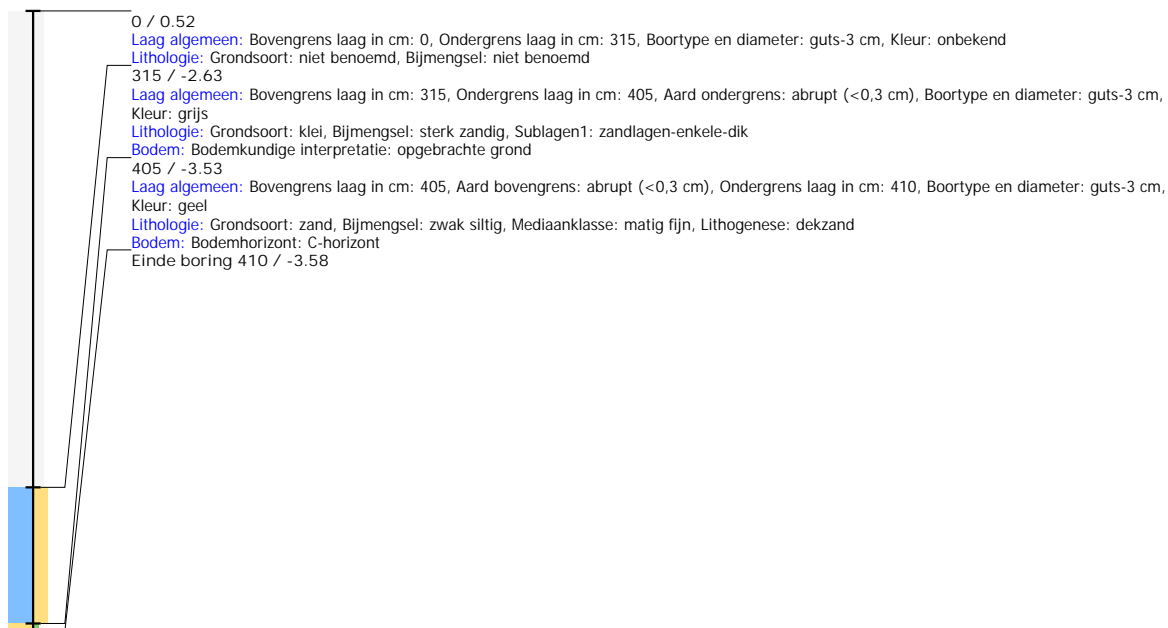 0 / 0.52
Laag algemeen: Bovengrens laag in cm: 0, Ondergrens laag in cm: 315, Boortype en diameter: guts-3 cm, Kleur: onbekend
Lithologie: Grondsoort: niet benoemd, Bijmengsel: niet benoemd
315 / -2.63
Laag algemeen: Bovengrens laag in cm: 315, Ondergrens laag in cm: 405, Aard ondergrens: abrupt (<0,3 cm), Boortype en diameter: guts-3 cm,
Kleur: grijs
Lithologie: Grondsoort: klei, Bijmengsel: sterk zandig, Sublagen1: zandlagen-enkele-dik
Bodem: Bodemkundige interpretatie: opgebrachte grond
405 / -3.53
Laag algemeen: Bovengrens laag in cm: 405, Aard bovengrens: abrupt (<0,3 cm), Ondergrens laag in cm: 410, Boortype en diameter: guts-3 cm,
Kleur: geel
Lithologie: Grondsoort: zand, Bijmengsel: zwak siltig, Mediaanklasse: matig fijn, Lithogenese: dekzand
Bodem: Bodemhorizont: C-horizont
Einde boring 410 / -3.58